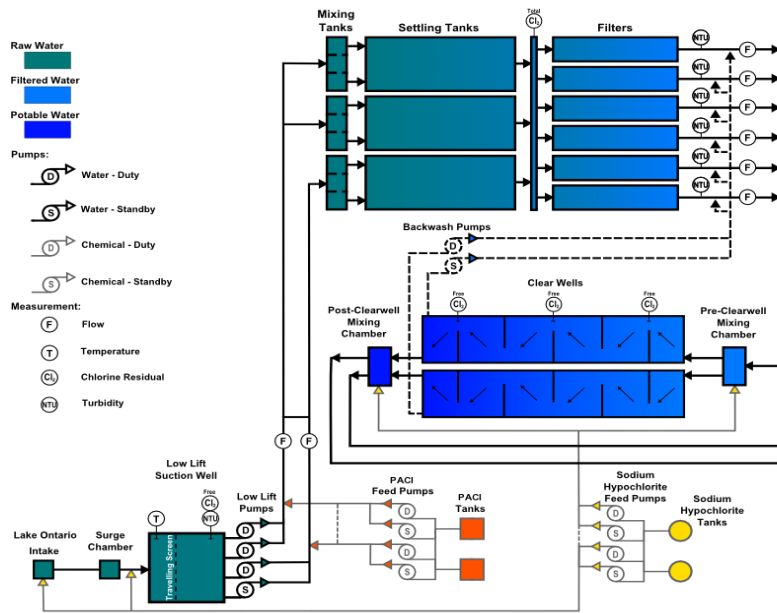 Mixing
Tanks
Settling Tanks
Total
Cl₂
Filters
Raw Water
Filtered Water
Potable Water
Pumps:
D Water - Duty
S Water - Standby
D Chemical - Duty
S Chemical - Standby
Measurement:
F Flow
T Temperature
Cl₂ Chlorine Residual
NTU Turbidity
NTU
F
NTU
F
NTU
F
NTU
F
NTU
F
NTU
F
Backwash Pumps
D
S
Clear Wells
Free
Cl₂
Free
Cl₂
Free
Cl₂
Post-Clearwell
Mixing
Chamber
Pre-Clearwell
Mixing
Chamber
F
F
Low Lift
Suction Well
Free
Cl₂
NTU
T
Low Lift
Pumps
D
D
D
S
Travelling Screen
Lake Ontario
Intake
Surge
Chamber
PACl
Feed Pumps
D
S
D
S
PACl
Tanks
Sodium
Hypochlorite
Feed Pumps
D
S
D
S
Sodium
Hypochlorite
Tanks